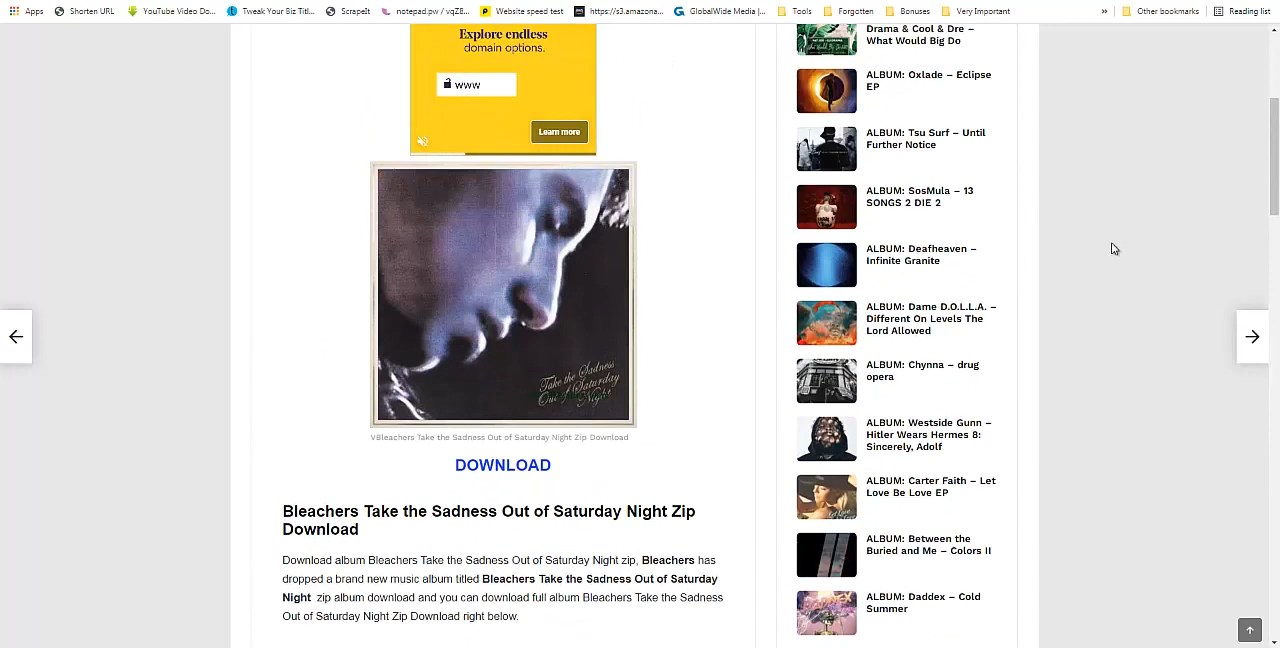 Apps Shorten URL YouTube Video Do... Tweak Your Biz Titl... ScrapeIt notepad.pw / vqZ8... Website speed test https://s3.amazona... GlobalWide Media |... Tools Forgotten Bonuses Very Important » Other bookmarks Reading list
Explore endless
domain options.
www
Learn more
Take the Sadness
Out of Saturday
Night
VBleachers Take the Sadness Out of Saturday Night Zip Download
DOWNLOAD
Bleachers Take the Sadness Out of Saturday Night Zip
Download
Download album Bleachers Take the Sadness Out of Saturday Night zip, Bleachers has
dropped a brand new music album titled Bleachers Take the Sadness Out of Saturday
Night zip album download and you can download full album Bleachers Take the Sadness
Out of Saturday Night Zip Download right below.
Drama & Cool & Dre –
What Would Big Do
ALBUM: Oxlade – Eclipse
EP
ALBUM: Tsu Surf – Until
Further Notice
ALBUM: SosMula – 13
SONGS 2 DIE 2
ALBUM: Deafheaven –
Infinite Granite
ALBUM: Dame D.O.L.L.A. –
Different On Levels The
Lord Allowed
ALBUM: Chynna – drug
opera
ALBUM: Westside Gunn –
Hitler Wears Hermes 8:
Sincerely, Adolf
ALBUM: Carter Faith – Let
Love Be Love EP
ALBUM: Between the
Buried and Me – Colors II
ALBUM: Daddex – Cold
Summer